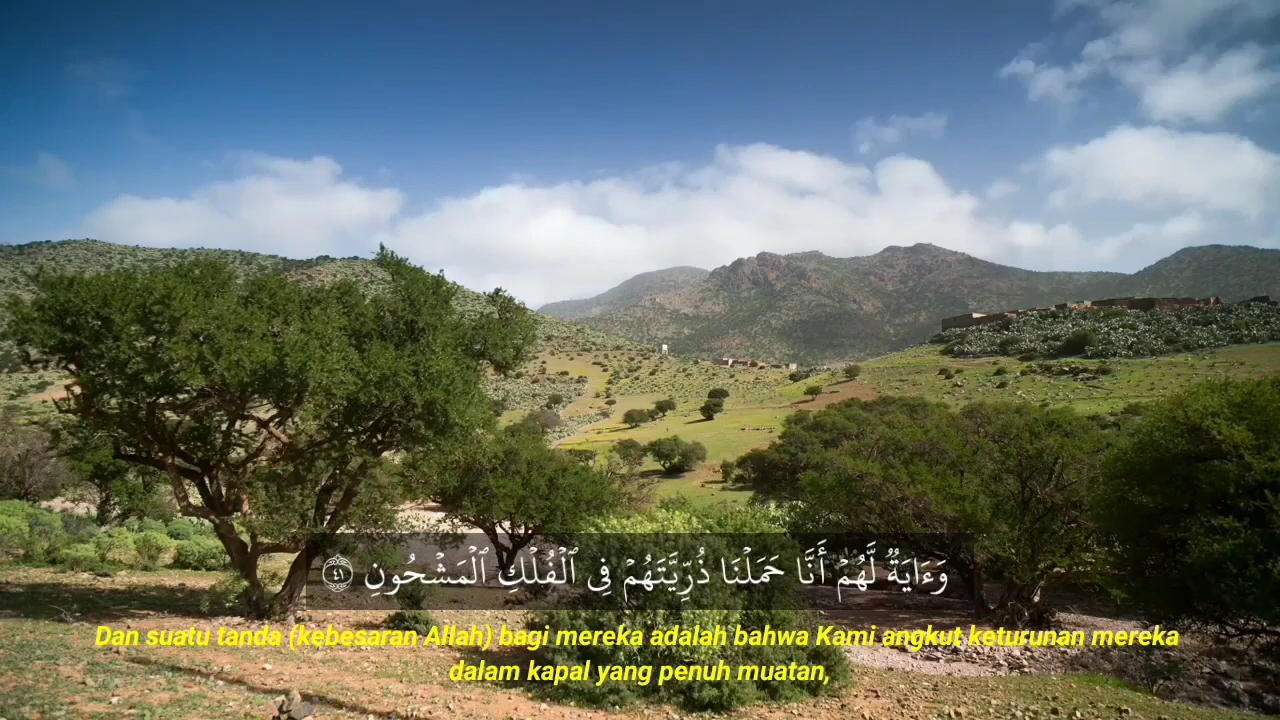 وَءَايَةٌ لَّهُمْ أَنَّا حَمَلْنَا ذُرِّيَّتَهُمْ فِى ٱلْفُلْكِ ٱلْمَشْحُونِ ٤١
Dan suatu tanda (kebesaran Allah) bagi mereka adalah bahwa Kami angkut keturunan mereka
dalam kapal yang penuh muatan,